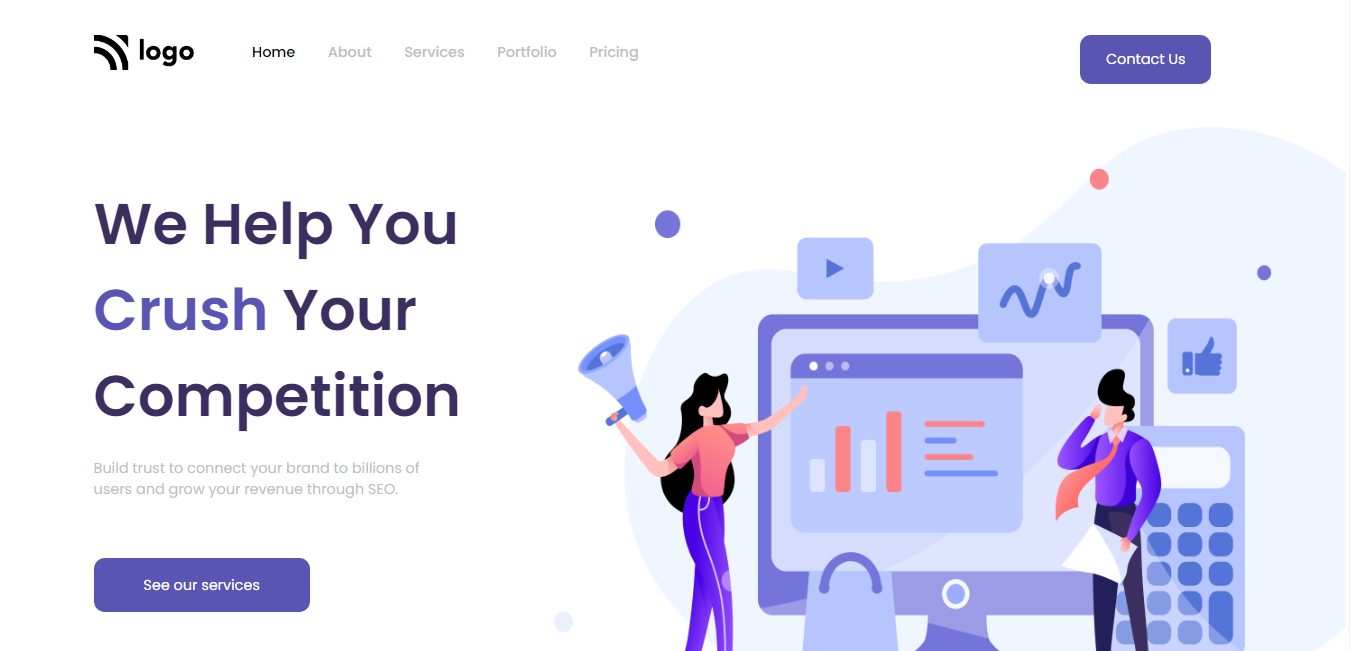 logo
Home About Services Portfolio Pricing
Contact Us
We Help You
Crush Your
Competition
Build trust to connect your brand to billions of
users and grow your revenue through SEO.
See our services